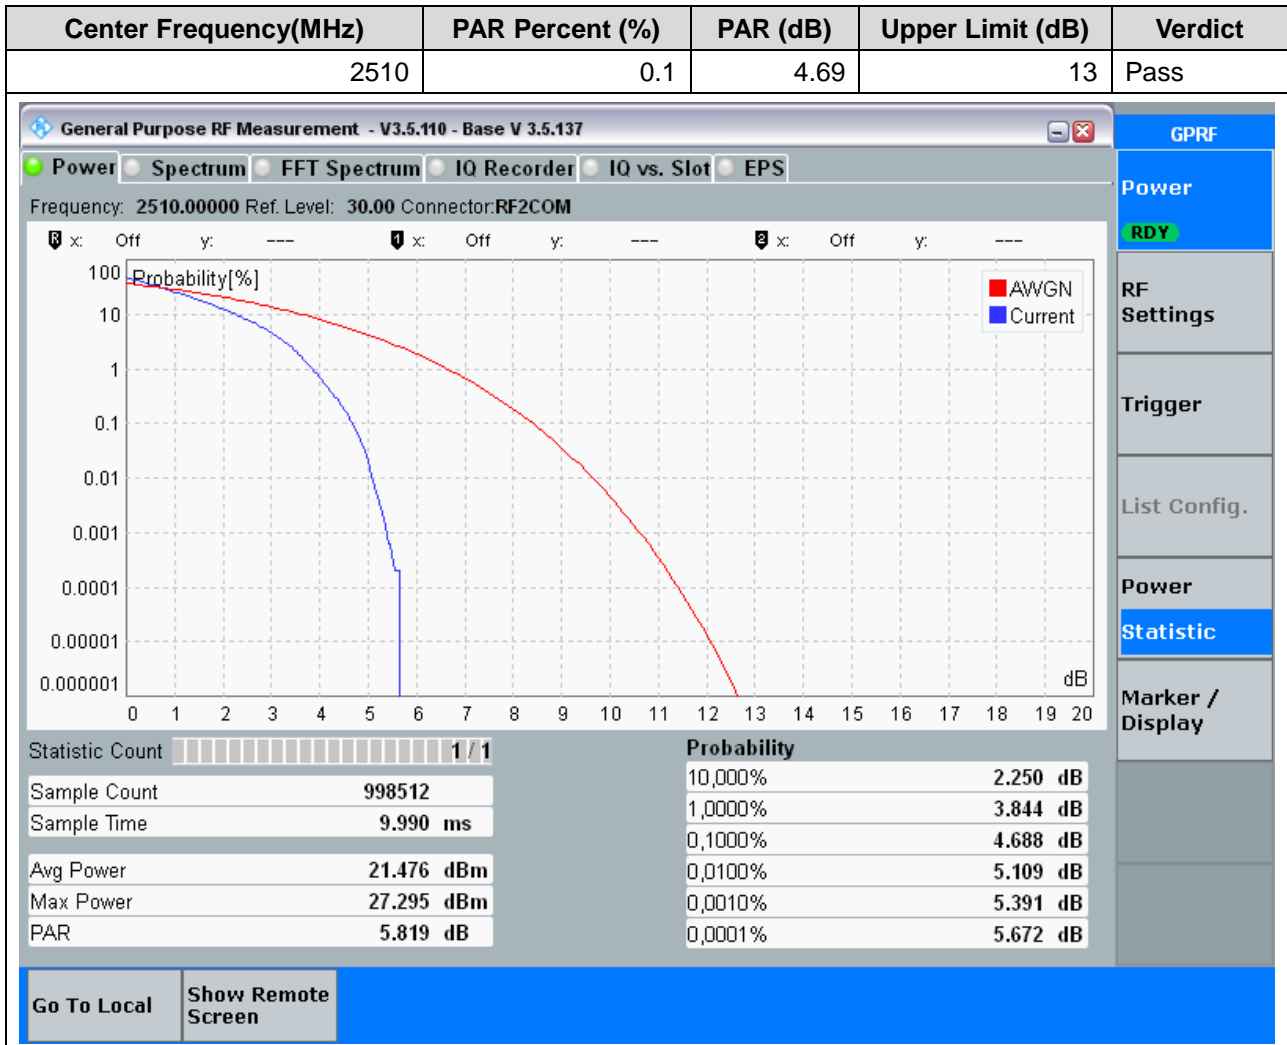 Center Frequency(MHz) PAR Percent (%) PAR (dB) Upper Limit (dB) Verdict
2510 0.1 4.69 13 Pass
General Purpose RF Measurement - V3.5.110 - Base V 3.5.137
GPRF
Power Spectrum FFT Spectrum IQ Recorder IQ vs. Slot EPS
Frequency: 2510.00000 Ref. Level: 30.00 Connector:RF2COM
R x: Off y: --- 1 x: Off y: --- 2 x: Off y: ---
Probability[%]
AWGN
Current
100
10
1
0.1
0.01
0.001
0.0001
0.00001
0.000001
dB
0 1 2 3 4 5 6 7 8 9 10 11 12 13 14 15 16 17 18 19 20
Statistic Count 1 / 1
Sample Count 998512
Sample Time 9.990 ms
Avg Power 21.476 dBm
Max Power 27.295 dBm
PAR 5.819 dB
Probability
10,000% 2.250 dB
1,0000% 3.844 dB
0,1000% 4.688 dB
0,0100% 5.109 dB
0,0010% 5.391 dB
0,0001% 5.672 dB
Power
RDY
RF
Settings
Trigger
List Config.
Power
Statistic
Marker /
Display
Go To Local
Show Remote
Screen